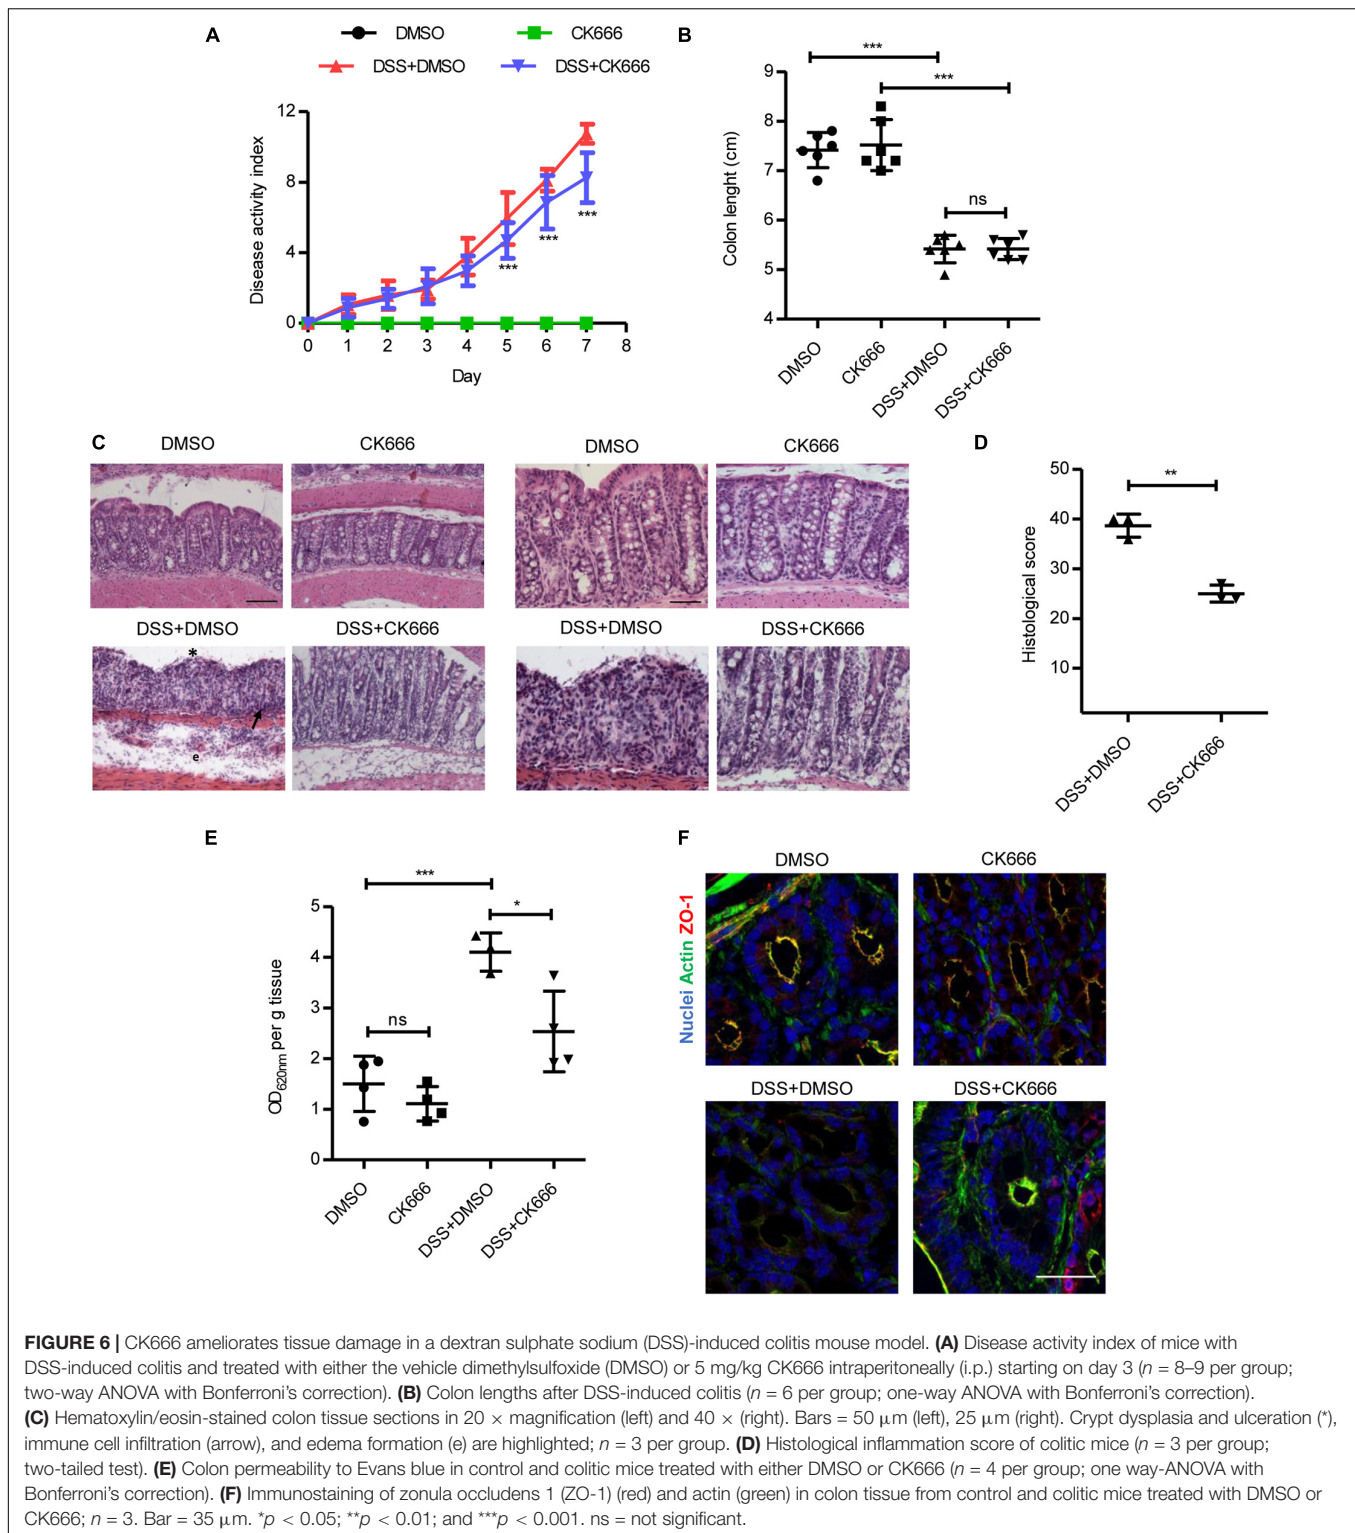 A
DMSO
CK666
DSS+DMSO
DSS+CK666
12
8
4
0
Disease activity index
***
***
***
0 1 2 3 4 5 6 7 8
Day
B
***
***
ns
9
8
7
6
5
4
Colon lenght (cm)
DMSO
CK666
DSS+DMSO
DSS+CK666
C
DMSO CK666 DMSO CK666
DSS+DMSO DSS+CK666 DSS+DMSO DSS+CK666
*
e
D
50
40
30
20
10
Histological score
**
DSS+DMSO
DSS+CK666
E
***
*
ns
5
4
3
2
1
0
OD620nm per g tissue
DMSO
CK666
DSS+DMSO
DSS+CK666
F
DMSO CK666
Nuclei Actin ZO-1
DSS+DMSO DSS+CK666
FIGURE 6 | CK666 ameliorates tissue damage in a dextran sulphate sodium (DSS)-induced colitis mouse model. (A) Disease activity index of mice with
DSS-induced colitis and treated with either the vehicle dimethylsulfoxide (DMSO) or 5 mg/kg CK666 intraperitoneally (i.p.) starting on day 3 (n = 8–9 per group;
two-way ANOVA with Bonferroni's correction). (B) Colon lengths after DSS-induced colitis (n = 6 per group; one-way ANOVA with Bonferroni's correction).
(C) Hematoxylin/eosin-stained colon tissue sections in 20 × magnification (left) and 40 × (right). Bars = 50 μm (left), 25 μm (right). Crypt dysplasia and ulceration (*),
immune cell infiltration (arrow), and edema formation (e) are highlighted; n = 3 per group. (D) Histological inflammation score of colitic mice (n = 3 per group;
two-tailed test). (E) Colon permeability to Evans blue in control and colitic mice treated with either DMSO or CK666 (n = 4 per group; one way-ANOVA with
Bonferroni's correction). (F) Immunostaining of zonula occludens 1 (ZO-1) (red) and actin (green) in colon tissue from control and colitic mice treated with DMSO or
CK666; n = 3. Bar = 35 μm. *p < 0.05; **p < 0.01; and ***p < 0.001. ns = not significant.